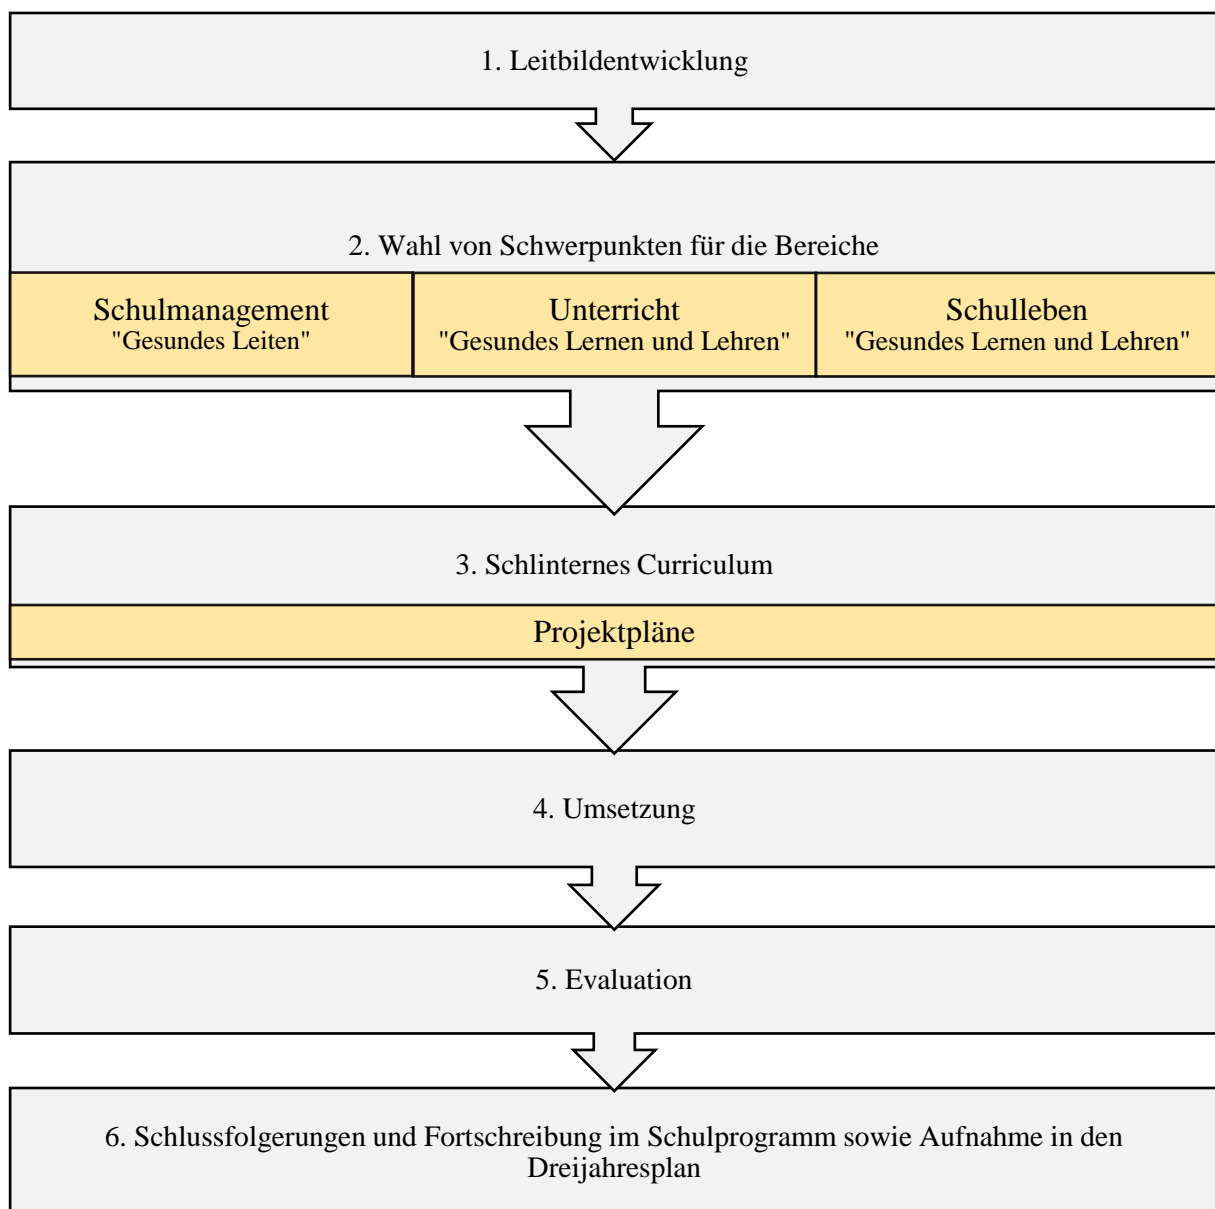 1. Leitbildentwicklung
2. Wahl von Schwerpunkten für die Bereiche
Schulmanagement
"Gesundes Leiten"
Unterricht
"Gesundes Lernen und Lehren"
Schulleben
"Gesundes Lernen und Lehren"
3. Schlinternes Curriculum
Projektpläne
4. Umsetzung
5. Evaluation
6. Schlussfolgerungen und Fortschreibung im Schulprogramm sowie Aufnahme in den
Dreijahresplan